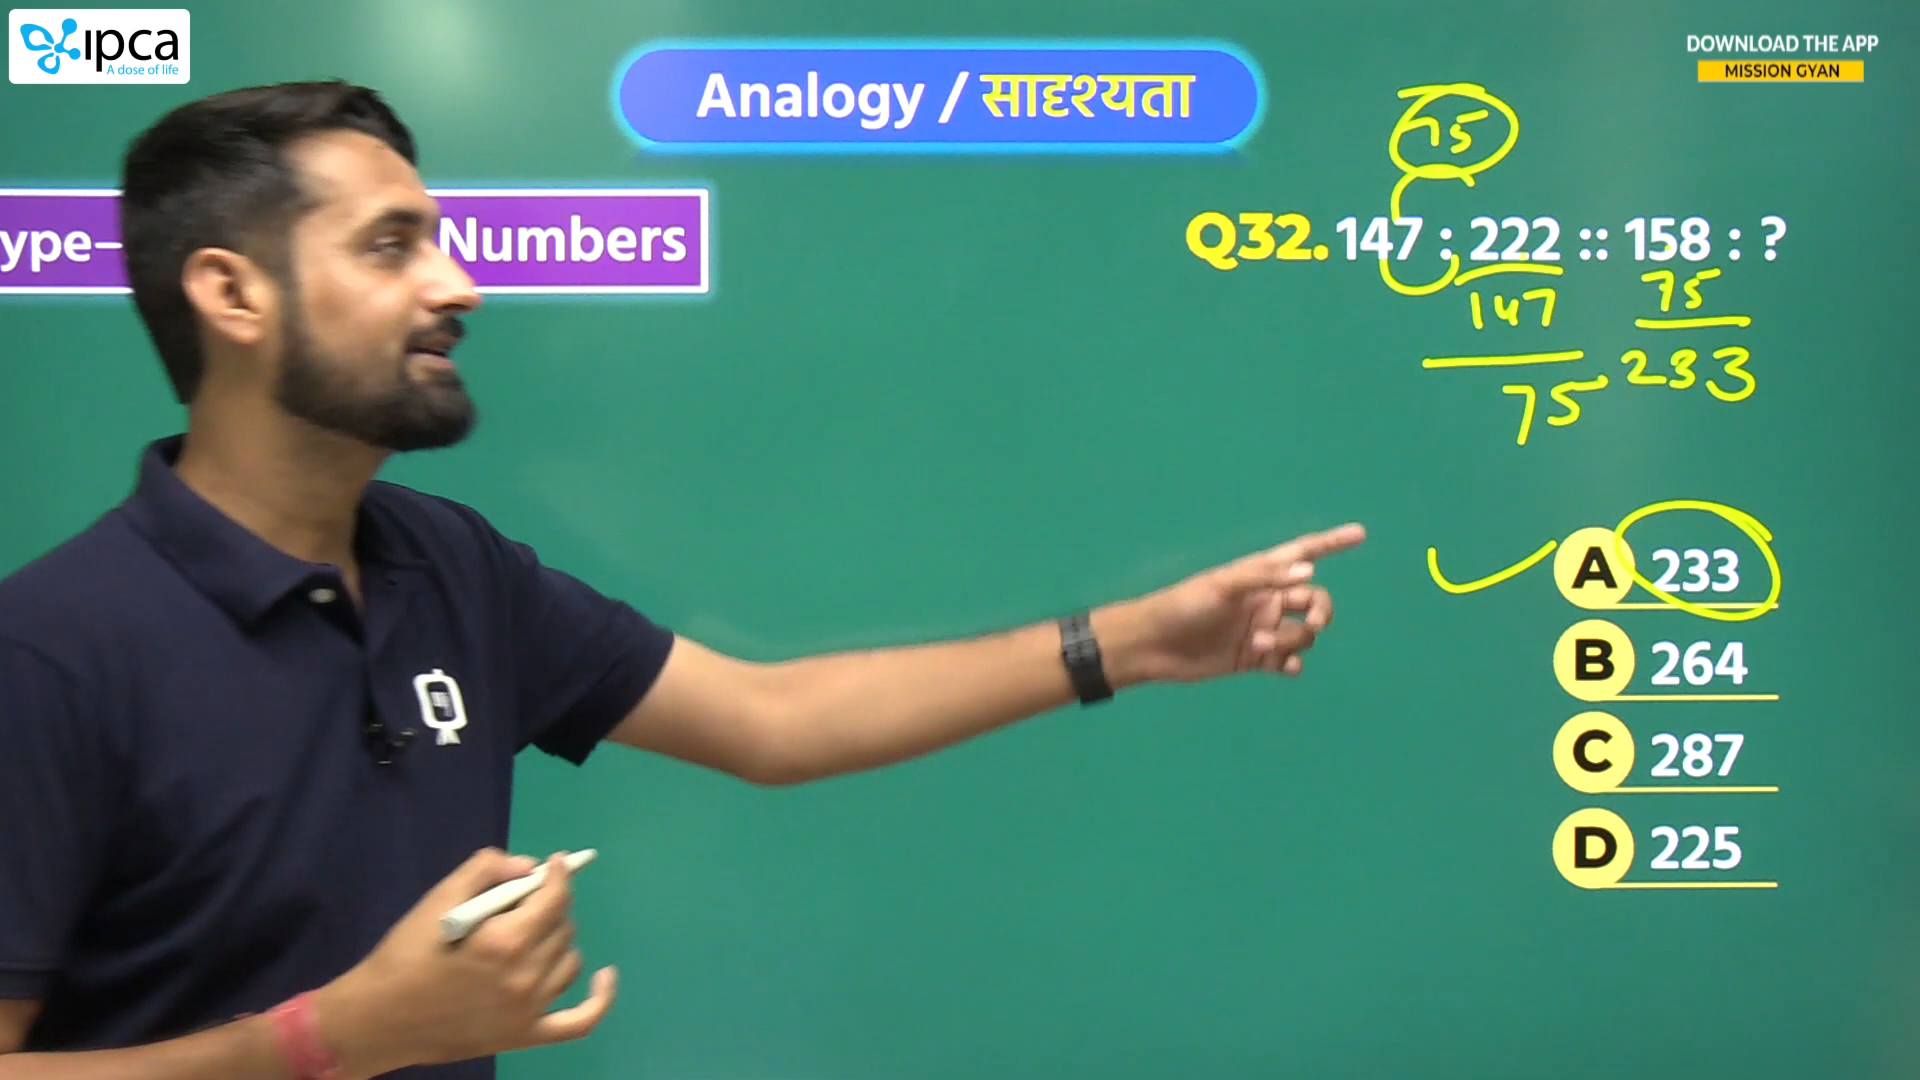 ipca
A dose of life
DOWNLOAD THE APP
MISSION GYAN
Analogy / सादृश्यता
75
ype– Numbers
Q32. 147 : 222 :: 158 : ?
147
75
75
233
A 233
B 264
C 287
D 225